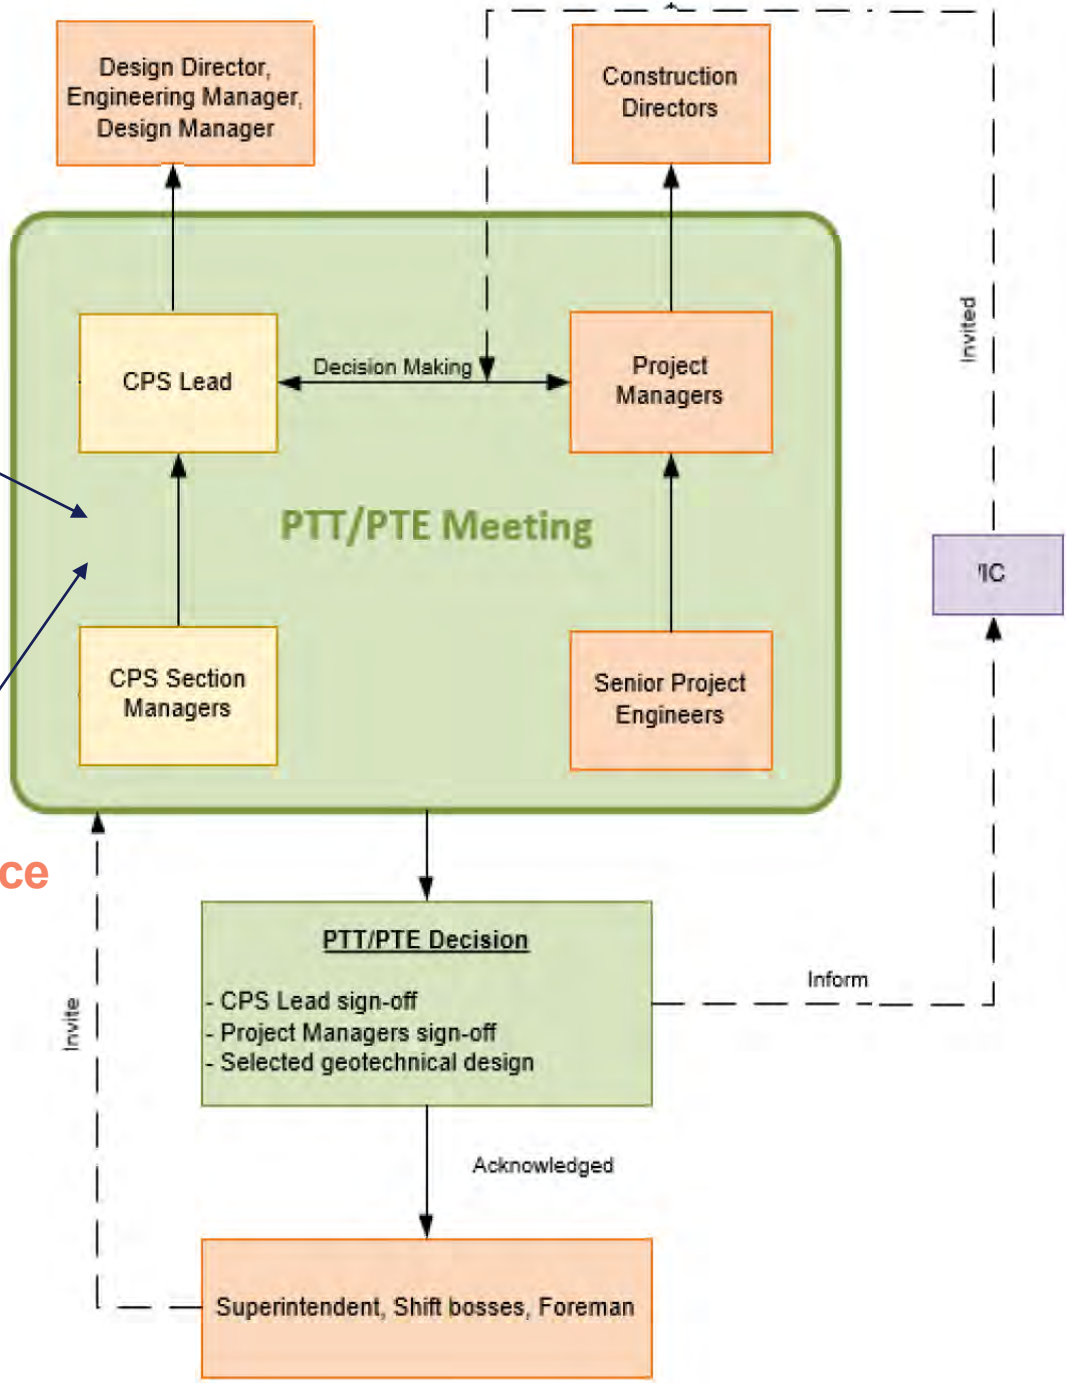 Design Director,
Engineering Manager,
Design Manager
Construction
Directors
CPS Lead
Decision Making
Project
Managers
Invited
PTT/PTE Meeting
IC
CPS Section
Managers
Senior Project
Engineers
ce
PTT/PTE Decision
- CPS Lead sign-off
- Project Managers sign-off
- Selected geotechnical design
Inform
Invite
Acknowledged
Superintendent, Shift bosses, Foreman